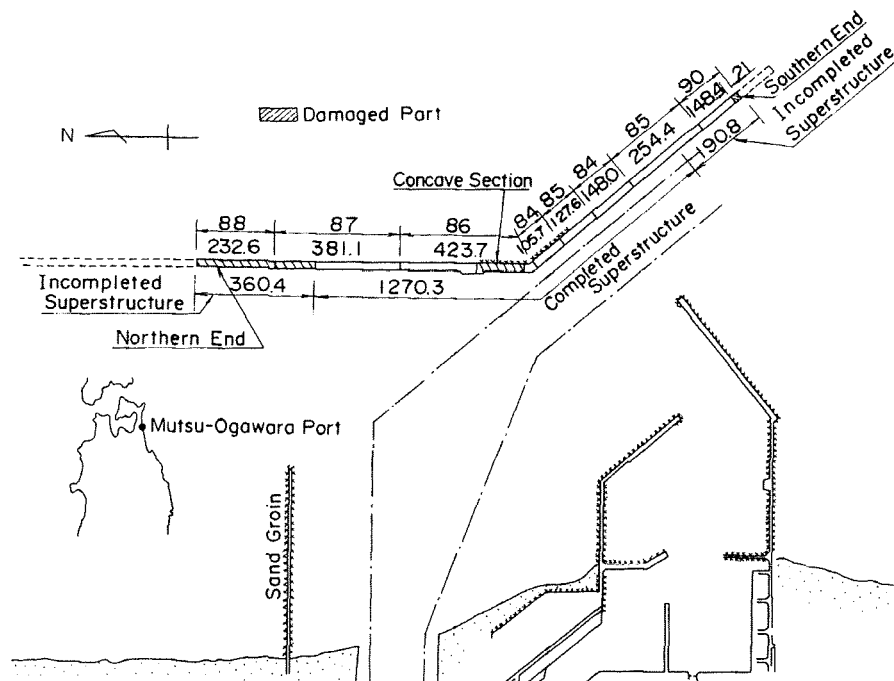 Southern End
Incompleted
Superstructure
21
90
148.4
85
254.4
190.8
84
148.0
85
127.6
84
105.7
Damaged Part
N
Concave Section
88
87
86
232.6
381.1
423.7
Completed
Superstructure
Incompleted
Superstructure
360.4
1270.3
Northern End
Mutsu-Ogawara Port
Sand Groin